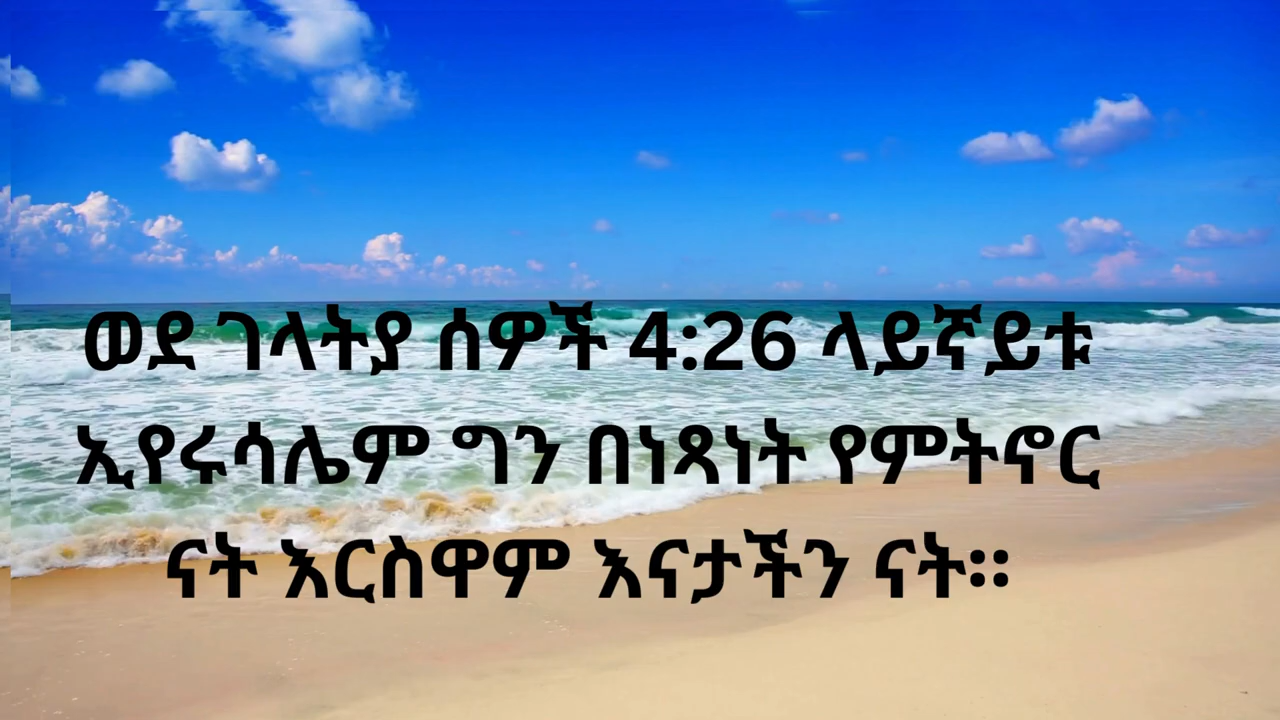 ወደ ገላትያ ሰዎች 4:26 ላይኛይቱ
ኢየሩሳሌም ግን በነጻነት የምትኖር
ናት እርስዋም እናታችን ናት።